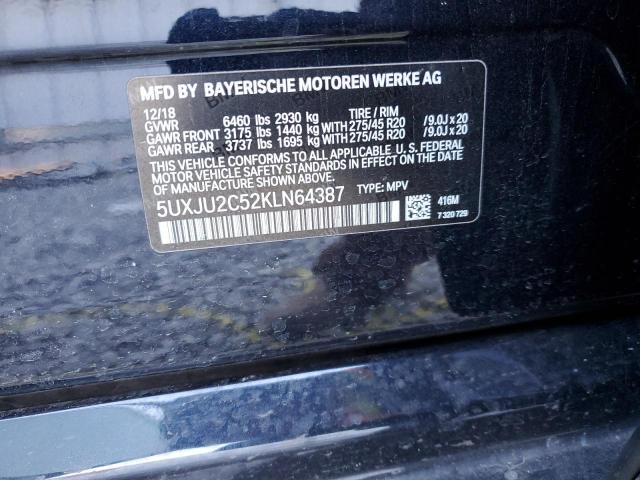 MFD BY BAYERISCHE MOTOREN WERKE AG
12/18
GVWR 6460 lbs 2930 kg TIRE / RIM
GAWR FRONT 3175 lbs 1440 kg WITH 275/45 R20 /9.0J x 20
GAWR REAR 3737 lbs 1695 kg WITH 275/45 R20 /9.0J x 20
THIS VEHICLE CONFORMS TO ALL APPLICABLE U.S. FEDERAL
MOTOR VEHICLE SAFETY STANDARDS IN EFFECT ON THE DATE
OF MANUFACTURE SHOWN ABOVE.
5UXJU2C52KLN64387 TYPE: MPV
416M
7 320 729